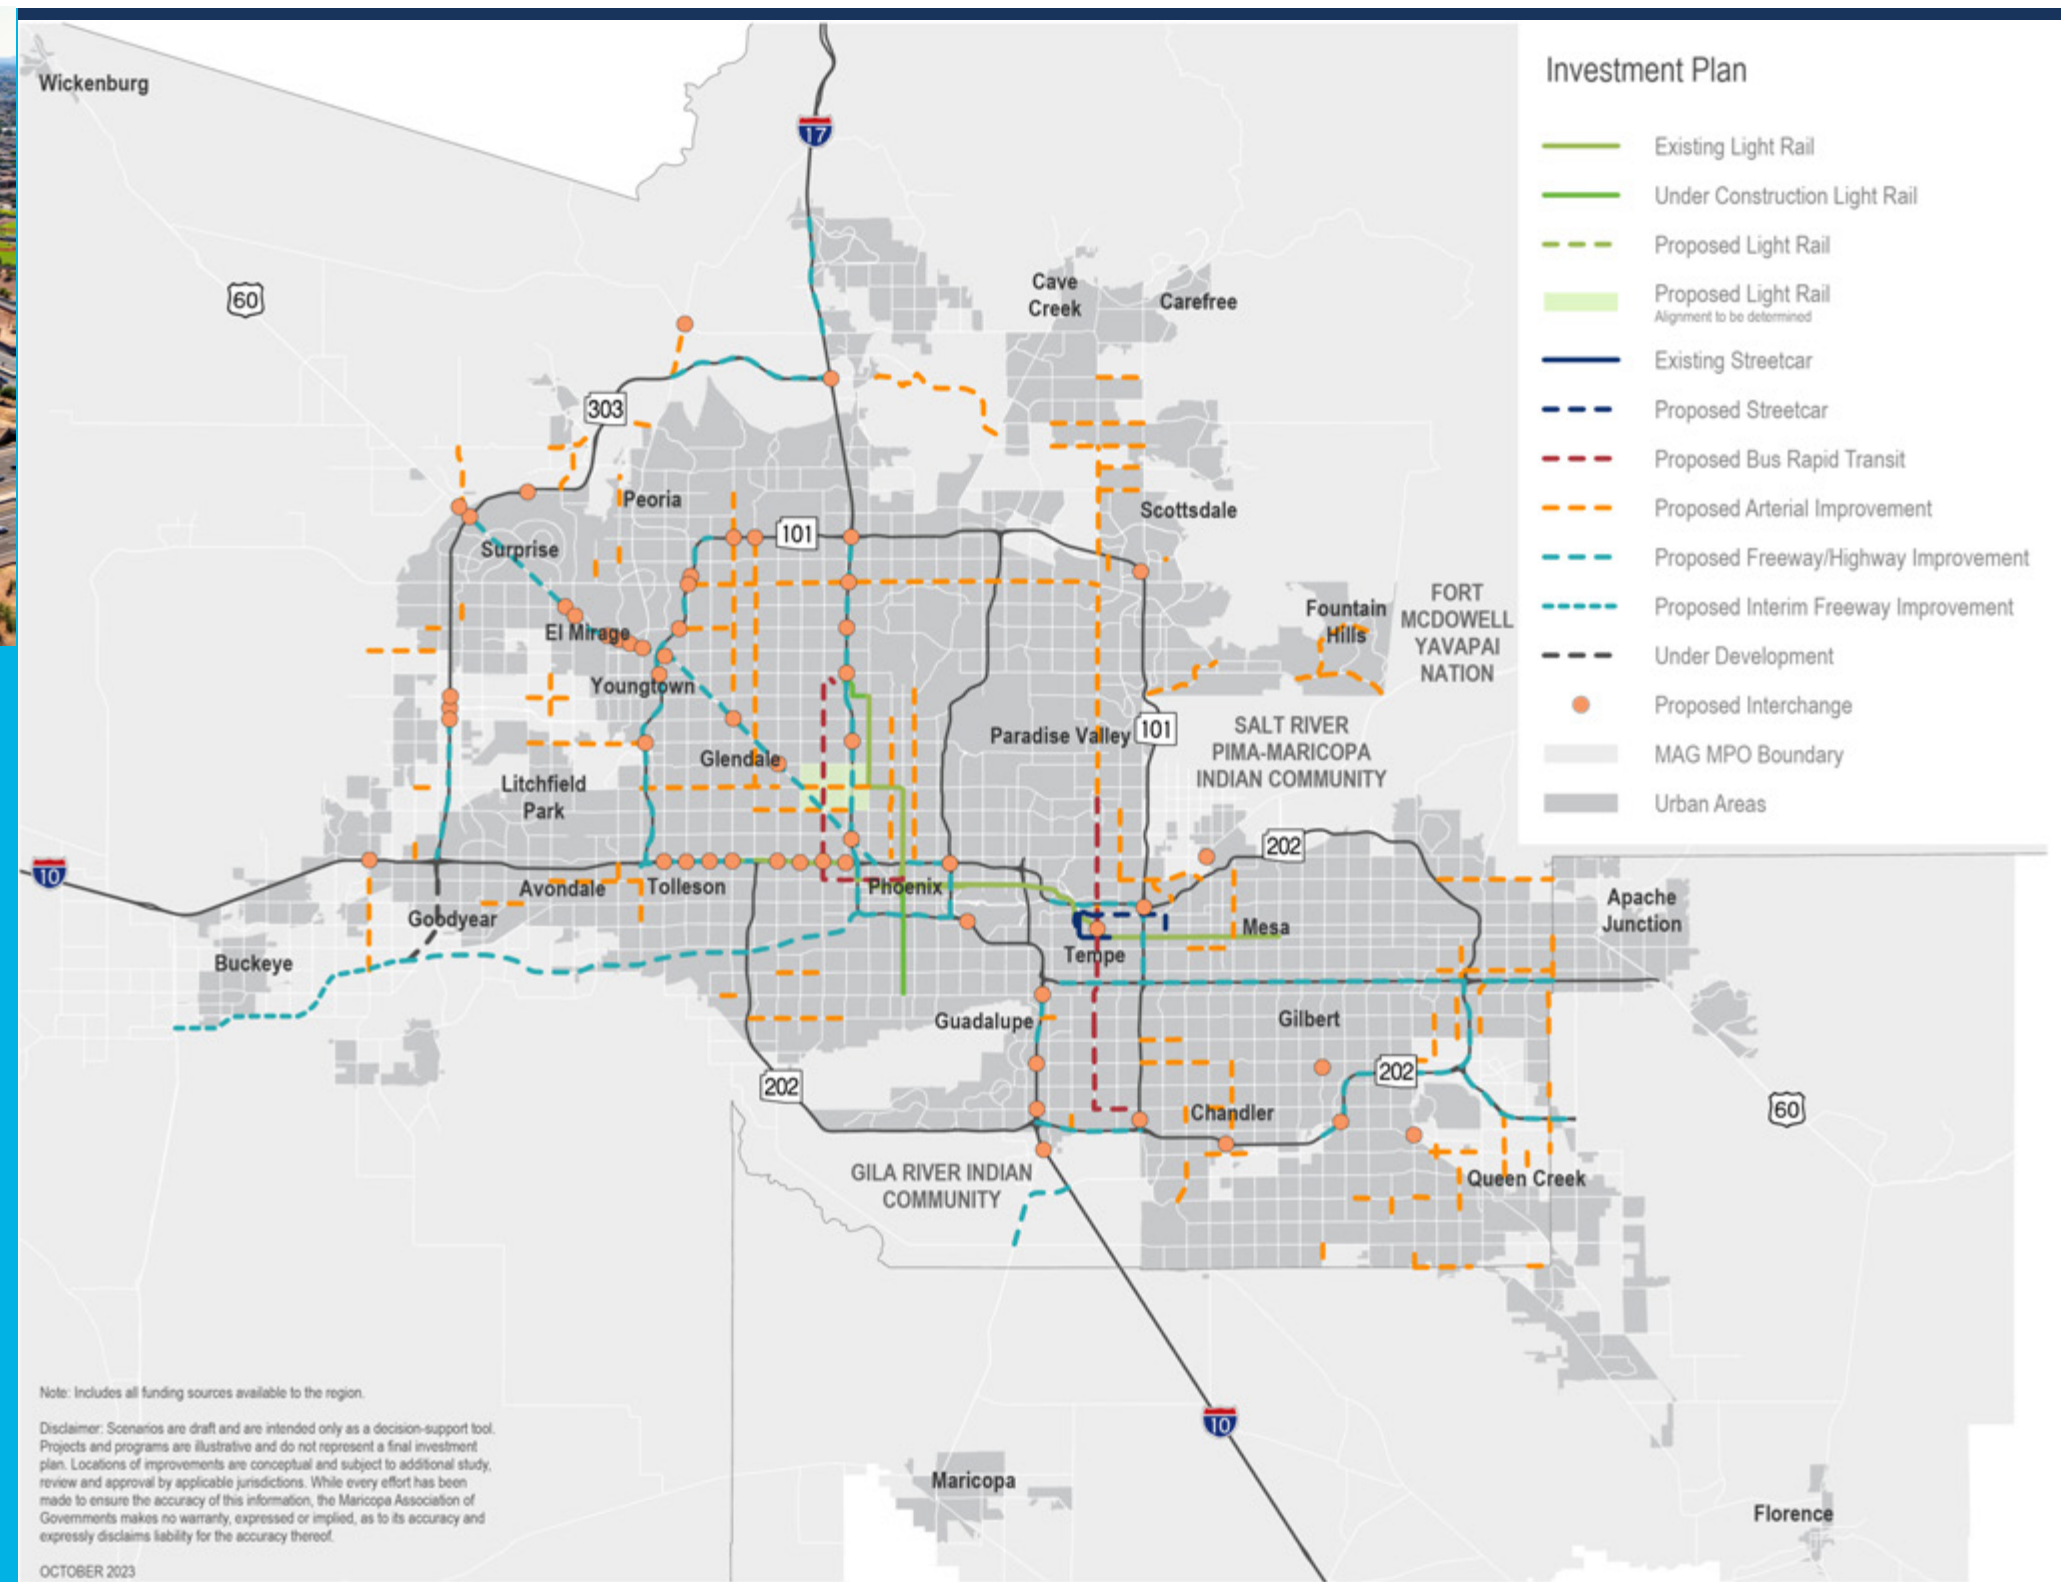 Wickenburg
17
60
Cave
Creek
Carefree
303
Peoria
101
Scottsdale
Surprise
FORT
MCDOWELL
YAVAPAI
NATION
Fountain
Hills
El Mirage
Youngtown
Paradise Valley
101
SALT RIVER
PIMA-MARICOPA
INDIAN COMMUNITY
Glendale
Litchfield
Park
202
10
Avondale
Tolleson
Phoenix
Apache
Junction
Goodyear
Mesa
Buckeye
Tempe
Guadalupe
Gilbert
202
202
Chandler
60
GILA RIVER INDIAN
COMMUNITY
Queen Creek
10
Maricopa
Florence
Investment Plan
Existing Light Rail
Under Construction Light Rail
Proposed Light Rail
Proposed Light Rail
Alignment to be determined
Existing Streetcar
Proposed Streetcar
Proposed Bus Rapid Transit
Proposed Arterial Improvement
Proposed Freeway/Highway Improvement
Proposed Interim Freeway Improvement
Under Development
Proposed Interchange
MAG MPO Boundary
Urban Areas
Note: Includes all funding sources available to the region.
Disclaimer: Scenarios are draft and are intended only as a decision-support tool.
Projects and programs are illustrative and do not represent a final investment
plan. Locations of improvements are conceptual and subject to additional study,
review and approval by applicable jurisdictions. While every effort has been
made to ensure the accuracy of this information, the Maricopa Association of
Governments makes no warranty, expressed or implied, as to its accuracy and
expressly disclaims liability for the accuracy thereof.
OCTOBER 2023